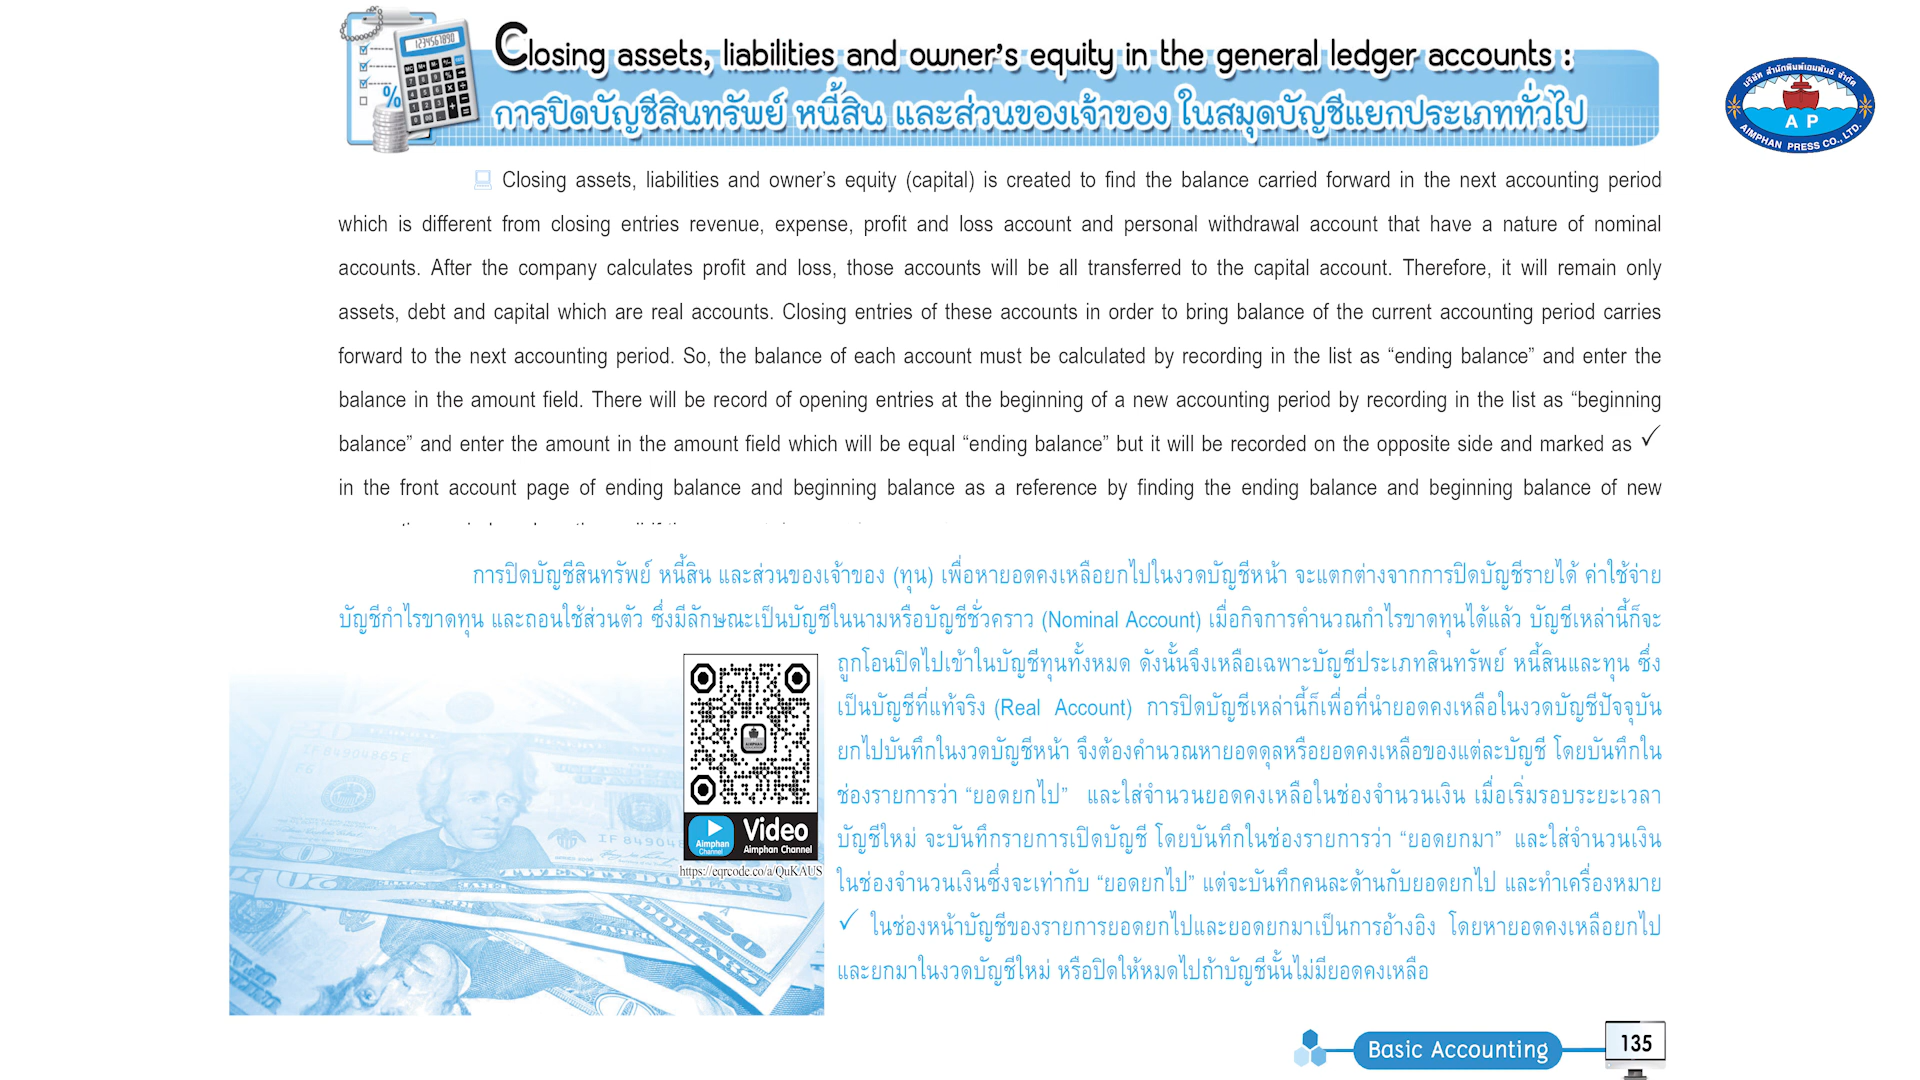 Closing assets, liabilities and owner's equity in the general ledger accounts :
การปิดบัญชีสินทรัพย์ หนี้สิน และส่วนของเจ้าของ ในสมุดบัญชีแยกประเภททั่วไป
บริษัท สำนักพิมพ์เอมพันธ์ จำกัด
A P
AIMPHAN PRESS CO., LTD.
Closing assets, liabilities and owner's equity (capital) is created to find the balance carried forward in the next accounting period
which is different from closing entries revenue, expense, profit and loss account and personal withdrawal account that have a nature of nominal
accounts. After the company calculates profit and loss, those accounts will be all transferred to the capital account. Therefore, it will remain only
assets, debt and capital which are real accounts. Closing entries of these accounts in order to bring balance of the current accounting period carries
forward to the next accounting period. So, the balance of each account must be calculated by recording in the list as “ending balance” and enter the
balance in the amount field. There will be record of opening entries at the beginning of a new accounting period by recording in the list as “beginning
balance” and enter the amount in the amount field which will be equal “ending balance” but it will be recorded on the opposite side and marked as ✓
in the front account page of ending balance and beginning balance as a reference by finding the ending balance and beginning balance of new
การปิดบัญชีสินทรัพย์ หนี้สิน และส่วนของเจ้าของ (ทุน) เพื่อหายอดคงเหลือยกไปในงวดบัญชีหน้า จะแตกต่างจากการปิดบัญชีรายได้ ค่าใช้จ่าย
บัญชีกำไรขาดทุน และถอนใช้ส่วนตัว ซึ่งมีลักษณะเป็นบัญชีในนามหรือบัญชีชั่วคราว (Nominal Account) เมื่อกิจการคำนวณกำไรขาดทุนได้แล้ว บัญชีเหล่านี้ก็จะ
ถูกโอนปิดไปเข้าในบัญชีทุนทั้งหมด ดังนั้นจึงเหลือเฉพาะบัญชีประเภทสินทรัพย์ หนี้สินและทุน ซึ่ง
เป็นบัญชีที่แท้จริง (Real Account) การปิดบัญชีเหล่านี้ก็เพื่อที่นำยอดคงเหลือในงวดบัญชีปัจจุบัน
ยกไปบันทึกในงวดบัญชีหน้า จึงต้องคำนวณหายอดดุลหรือยอดคงเหลือของแต่ละบัญชี โดยบันทึกใน
ช่องรายการว่า “ยอดยกไป” และใส่จำนวนยอดคงเหลือในช่องจำนวนเงิน เมื่อเริ่มรอบระยะเวลา
บัญชีใหม่ จะบันทึกรายการเปิดบัญชี โดยบันทึกในช่องรายการว่า “ยอดยกมา” และใส่จำนวนเงิน
ในช่องจำนวนเงินซึ่งจะเท่ากับ “ยอดยกไป” แต่จะบันทึกคนละด้านกับยอดยกไป และทำเครื่องหมาย
✓ ในช่องหน้าบัญชีของรายการยอดยกไปและยอดยกมาเป็นการอ้างอิง โดยหายอดคงเหลือยกไป
และยกมาในงวดบัญชีใหม่ หรือปิดให้หมดไปถ้าบัญชีนั้นไม่มียอดคงเหลือ
Video
Aimphan Channel
Aimphan
Channel
https://eqrcode.co/a/QuKAUS
Basic Accounting
135